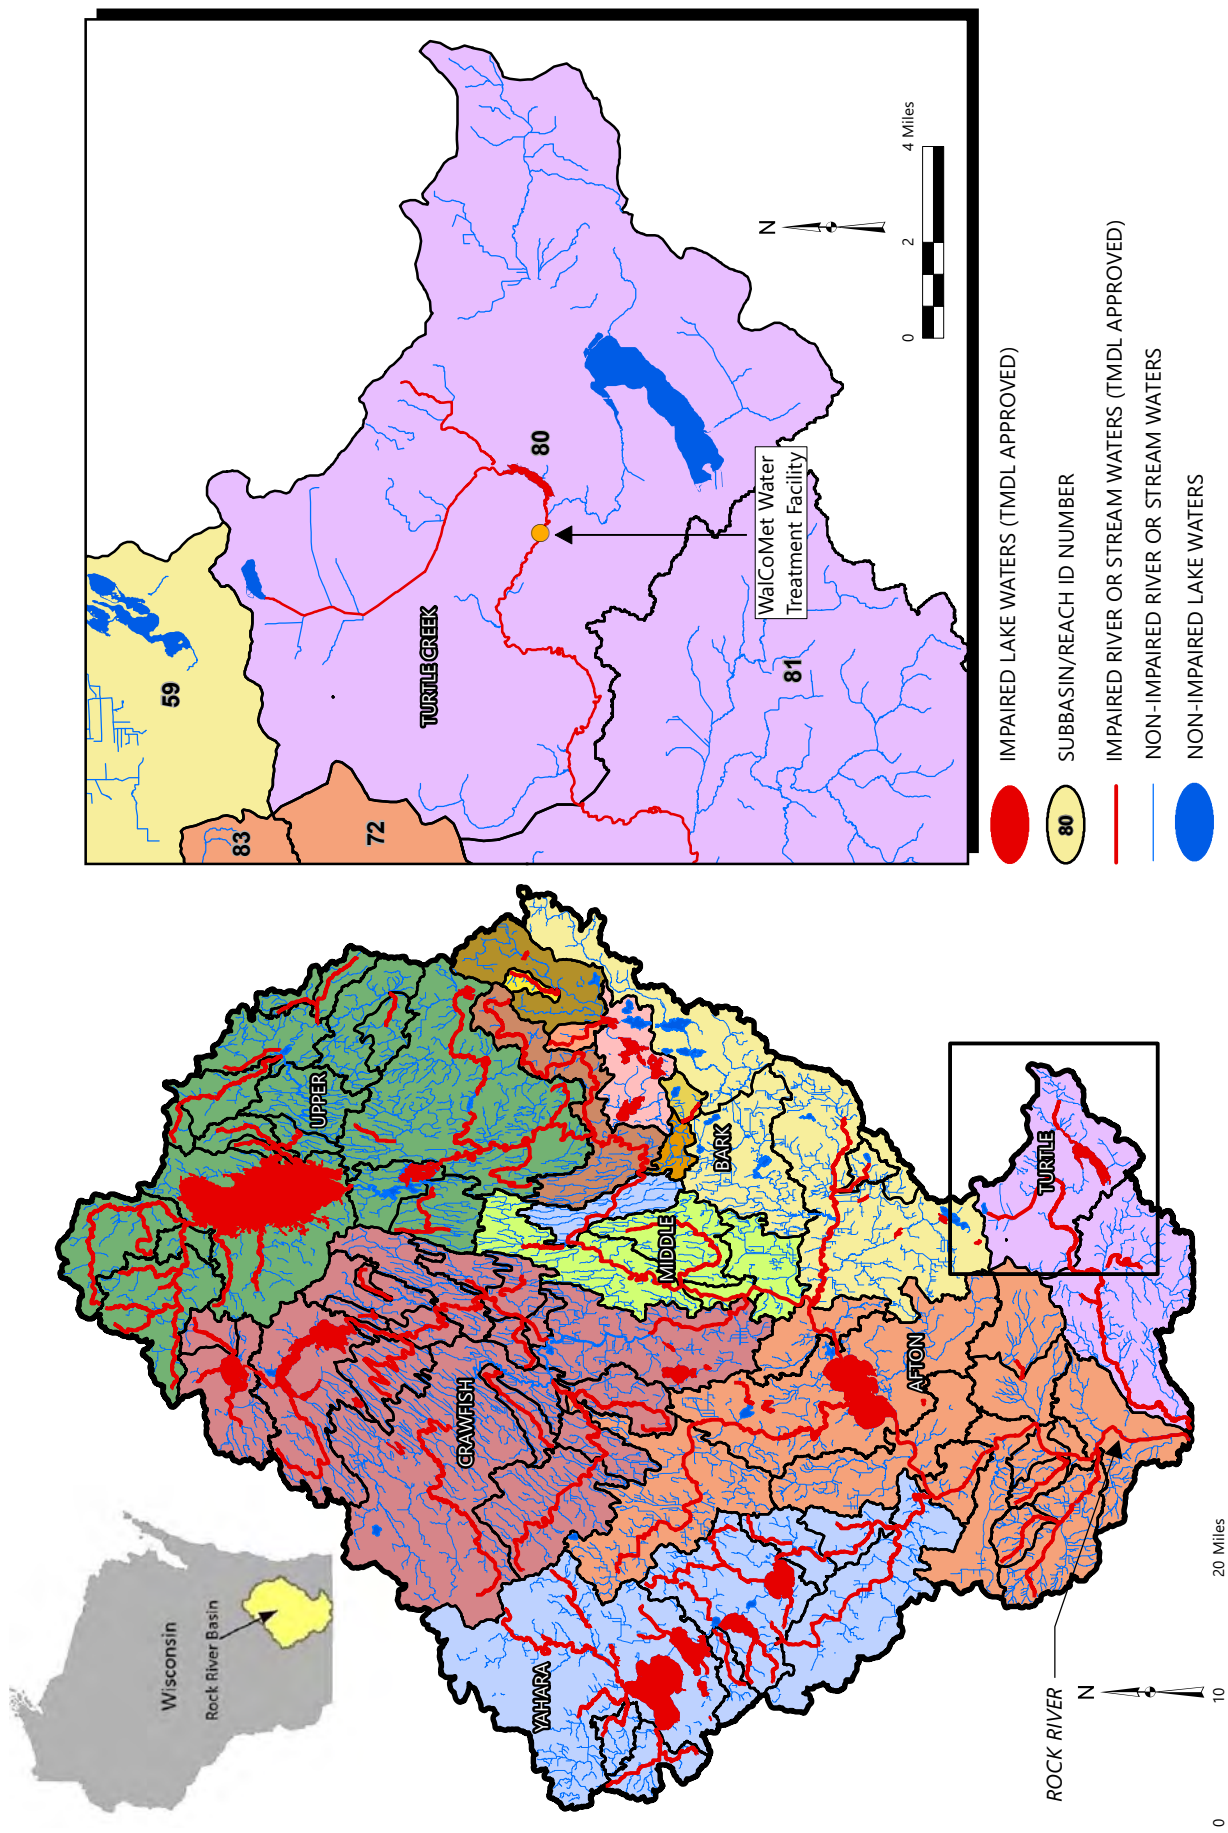 Wisconsin
Rock River Basin
UPPER
CRAWFISH
MIDDLE
BARK
YAHARA
AFTON
TURTLE
ROCK RIVER
N
0
10
20 Miles
59
83
72
TURTLE CREEK
80
81
WalCoMet Water
Treatment Facility
N
0
2
4 Miles
IMPAIRED LAKE WATERS (TMDL APPROVED)
80
SUBBASIN/REACH ID NUMBER
IMPAIRED RIVER OR STREAM WATERS (TMDL APPROVED)
NON-IMPAIRED RIVER OR STREAM WATERS
NON-IMPAIRED LAKE WATERS